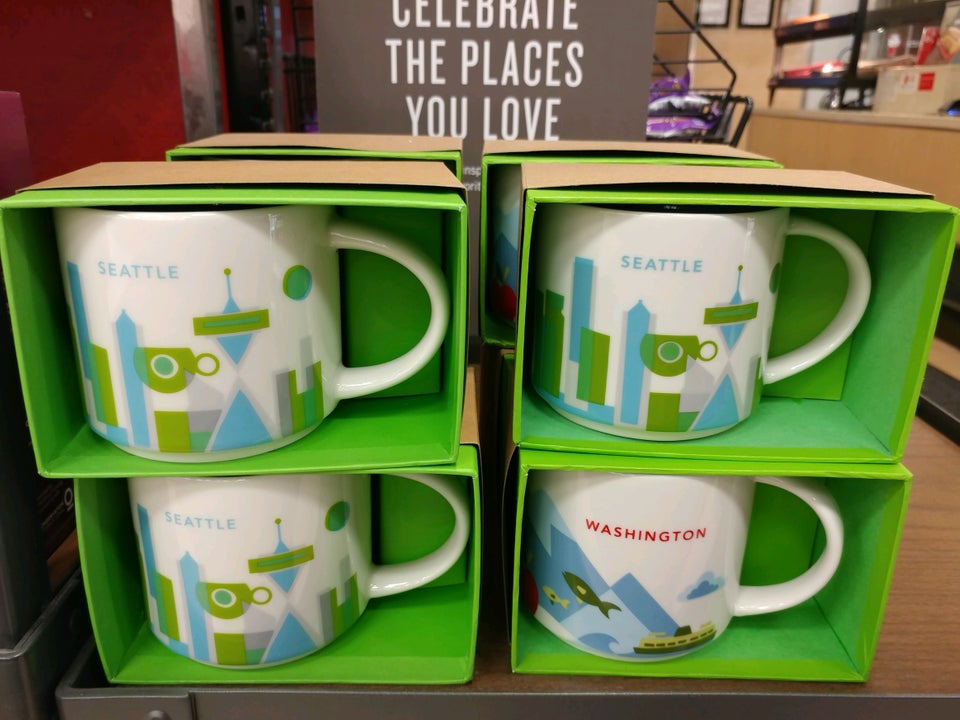 CELEBRATE
THE PLACES
YOU LOVE
SEATTLE
SEATTLE
SEATTLE
WASHINGTON